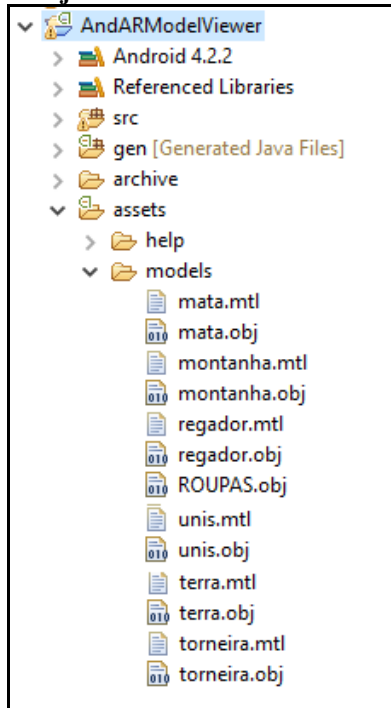 AndARModelViewer
Android 4.2.2
Referenced Libraries
src
gen [Generated Java Files]
archive
assets
help
models
mata.mtl
mata.obj
montanha.mtl
montanha.obj
regador.mtl
regador.obj
ROUPAS.obj
unis.mtl
unis.obj
terra.mtl
terra.obj
torneira.mtl
torneira.obj